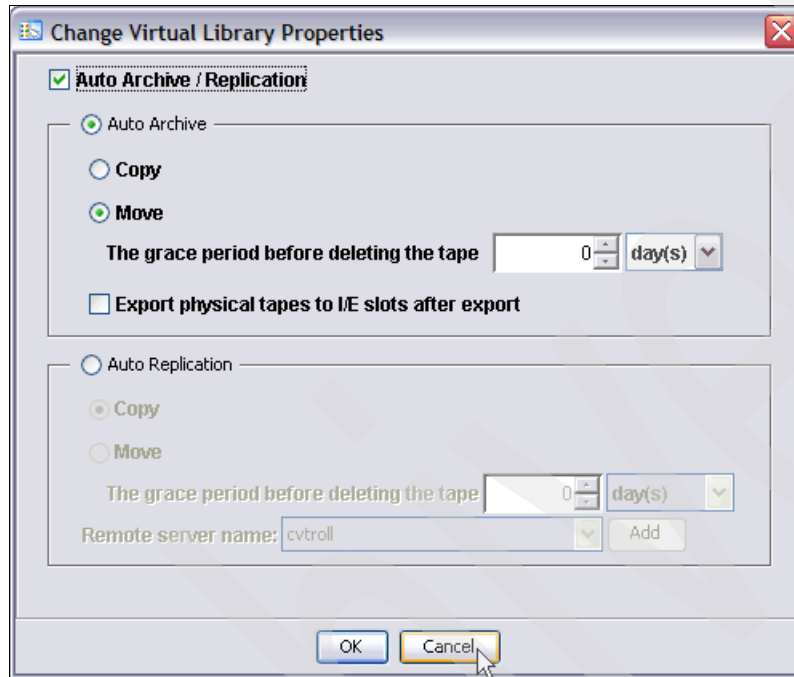 Change Virtual Library Properties
Auto Archive / Replication
Auto Archive
Copy
Move
The grace period before deleting the tape 0 day(s)
Export physical tapes to I/E slots after export
Auto Replication
Copy
Move
The grace period before deleting the tape 0 day(s)
Remote server name: cvtroll Add
OK Cancel